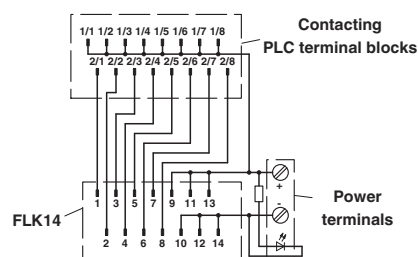 Contacting
PLC terminal blocks
1/1 1/2 1/3 1/4 1/5 1/6 1/7 1/8
2/1 2/2 2/3 2/4 2/5 2/6 2/7 2/8
FLK14
1 3 5 7 9 11 13
2 4 6 8 10 12 14
+
-
Power
terminals